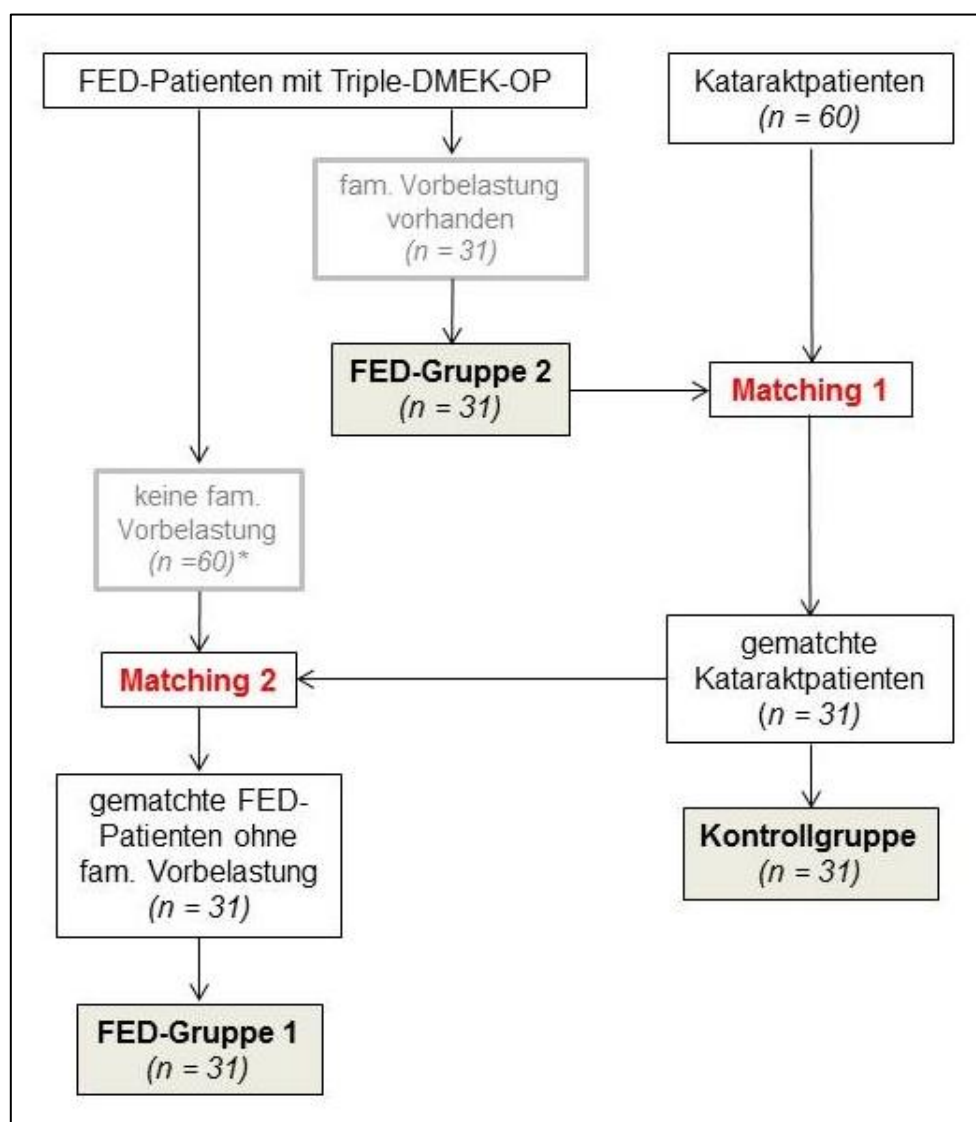 FED-Patienten mit Triple-DMEK-OP
Kataraktpatienten
(n = 60)
fam. Vorbelastung
vorhanden
(n = 31)
FED-Gruppe 2
(n = 31)
Matching 1
keine fam.
Vorbelastung
(n =60)*
Matching 2
gematchte
Kataraktpatienten
(n = 31)
gematchte FED-
Patienten ohne
fam. Vorbelastung
(n = 31)
Kontrollgruppe
(n = 31)
FED-Gruppe 1
(n = 31)